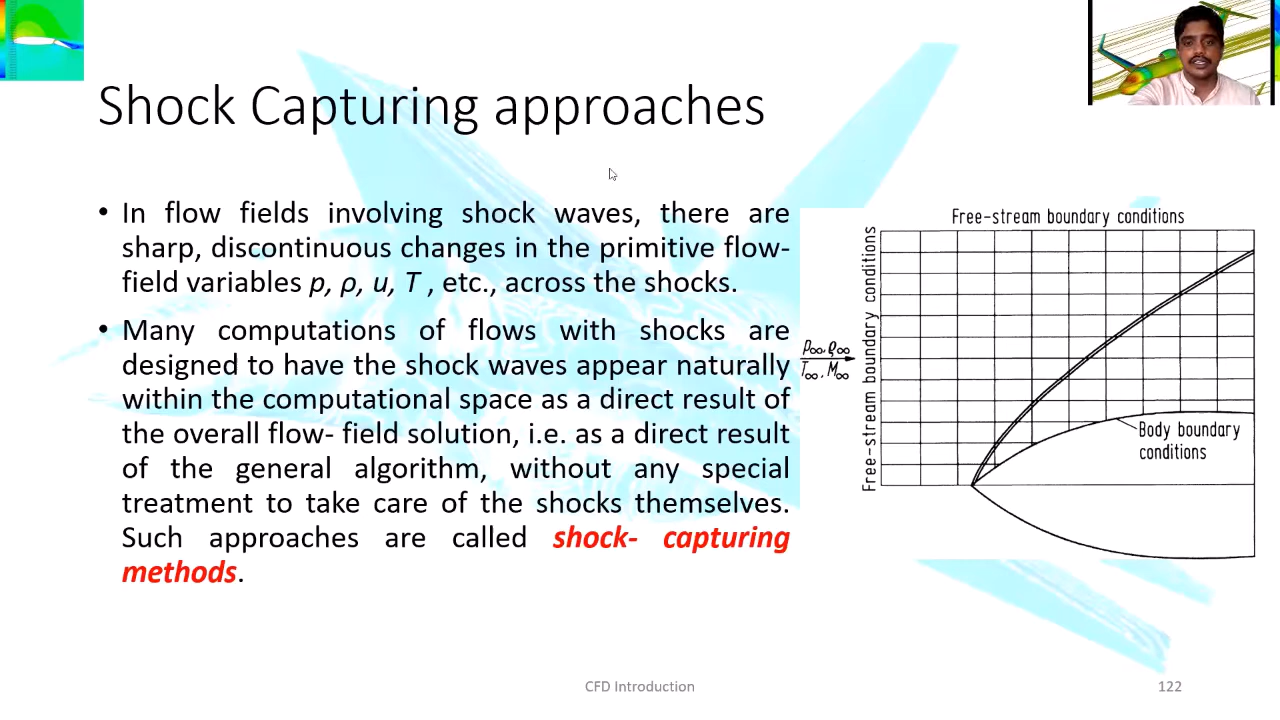 Shock Capturing approaches
• In flow fields involving shock waves, there are
sharp, discontinuous changes in the primitive flow-
field variables p, ρ, u, T , etc., across the shocks.
• Many computations of flows with shocks are
designed to have the shock waves appear naturally
within the computational space as a direct result of
the overall flow- field solution, i.e. as a direct result
of the general algorithm, without any special
treatment to take care of the shocks themselves.
Such approaches are called shock- capturing
methods.
Free-stream boundary conditions
Free-stream boundary conditions
p∞, ϱ∞
T∞, M∞
Body boundary
conditions
CFD Introduction
122